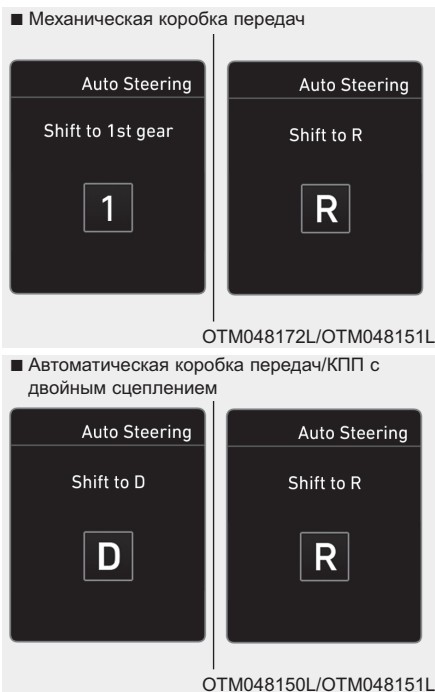 ■ Механическая коробка передач
Auto Steering
Shift to 1st gear
1
Auto Steering
Shift to R
R
OTM048172L/OTM048151L
■ Автоматическая коробка передач/КПП с
двойным сцеплением
Auto Steering
Shift to D
D
Auto Steering
Shift to R
R
OTM048150L/OTM048151L